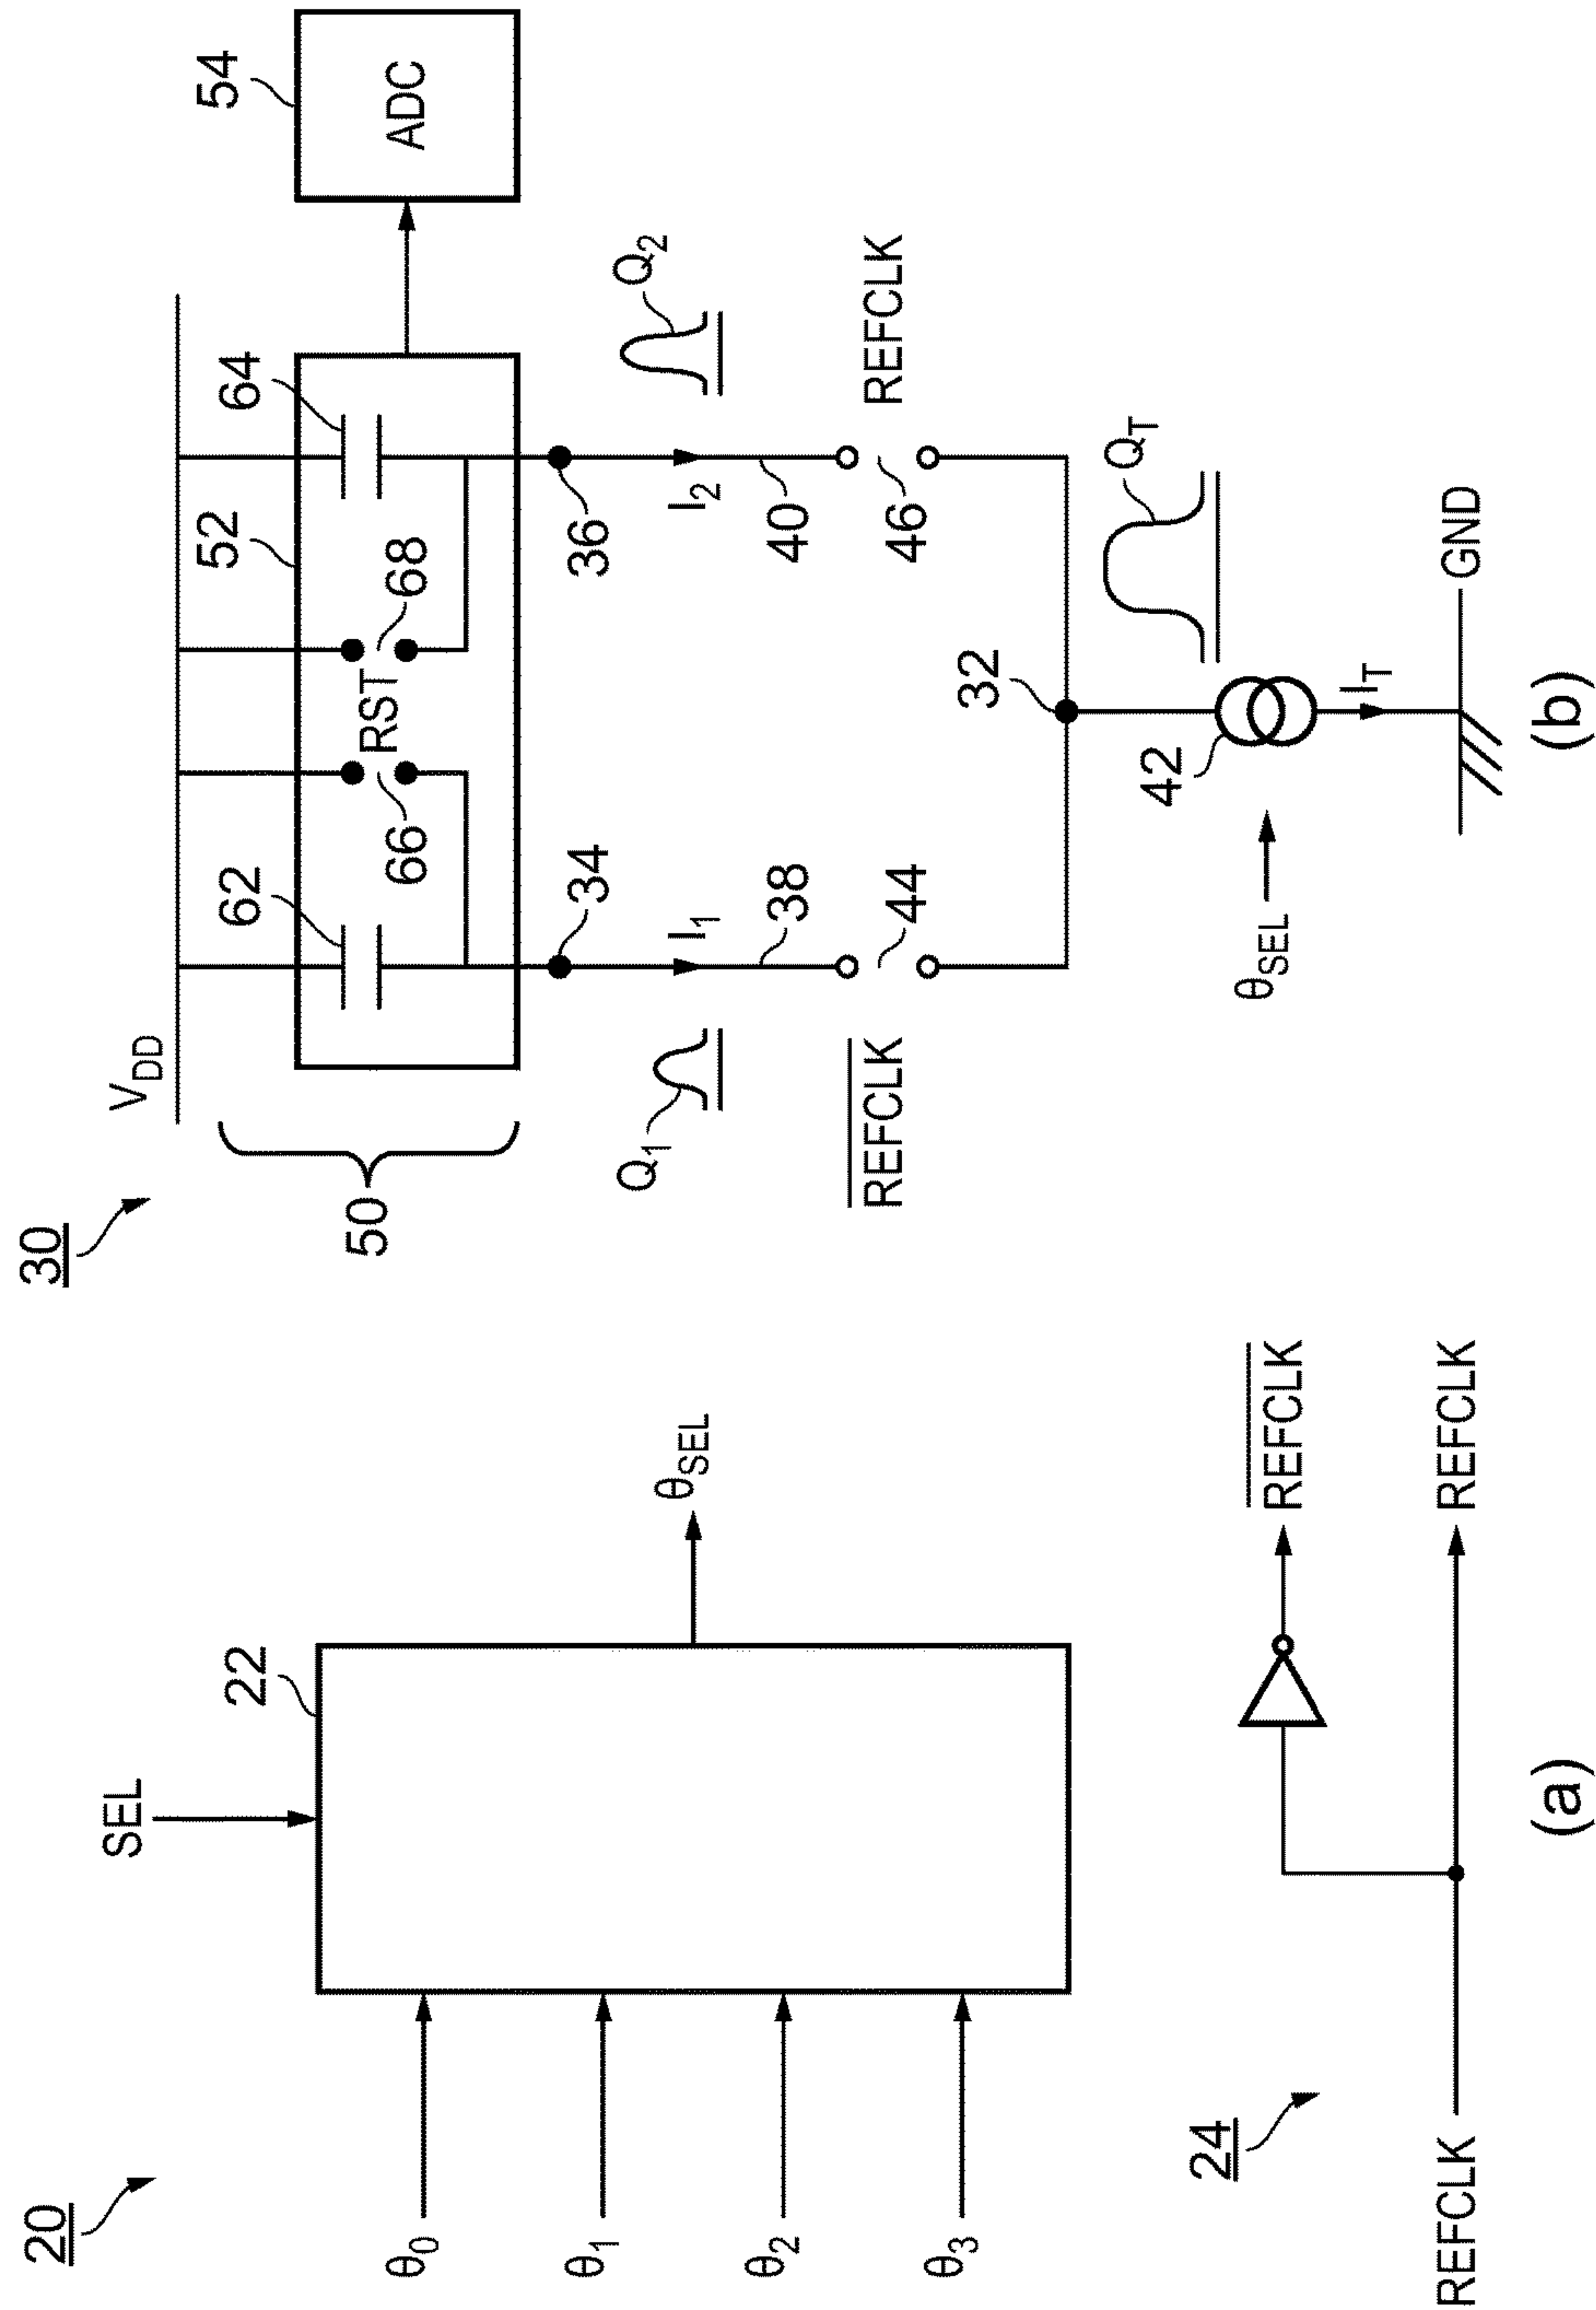 20
SEL
22
θ0
θ1
θ2
θ3
θSEL
24
REFCLK
REFCLK
REFCLK
(a)
30
VDD
50
62
52
64
54
66
RST
68
ADC
34
36
Q1
I1
I2
Q2
38
40
REFCLK
44
46
REFCLK
32
QT
42
θSEL
IT
GND
(b)